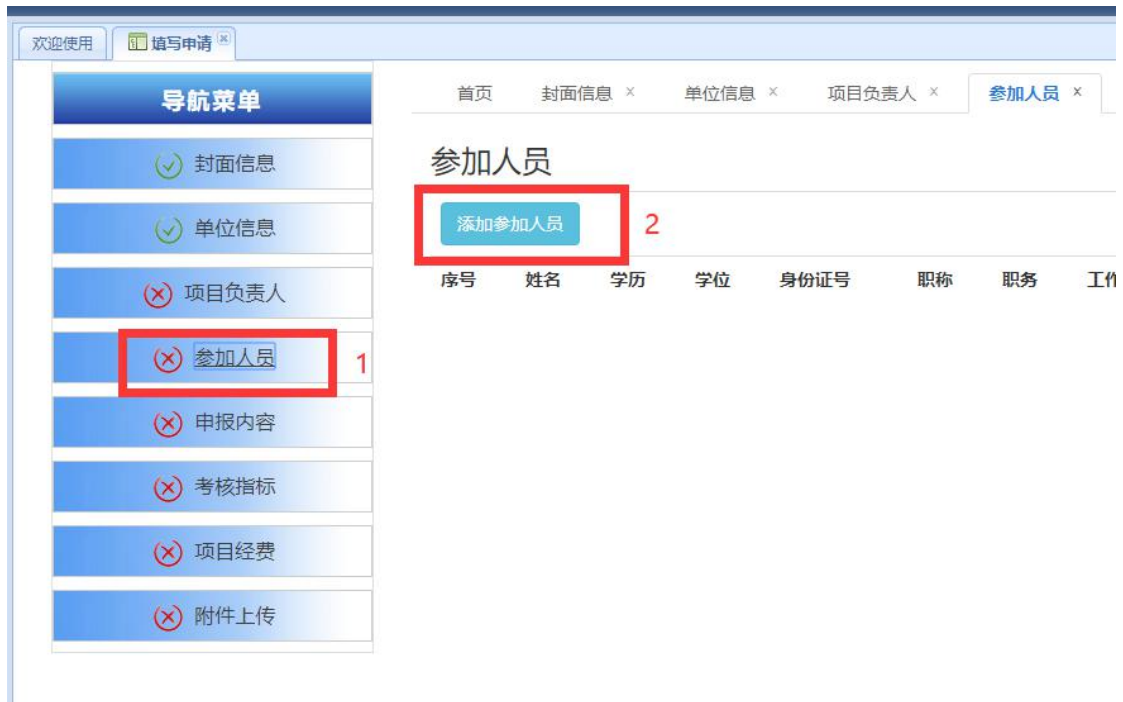 欢迎使用 填写申请
导航菜单
封面信息
单位信息
项目负责人
参加人员 1
申报内容
考核指标
项目经费
附件上传
首页 封面信息 × 单位信息 × 项目负责人 × 参加人员 ×
参加人员
添加参加人员 2
序号 姓名 学历 学位 身份证号 职称 职务 工作